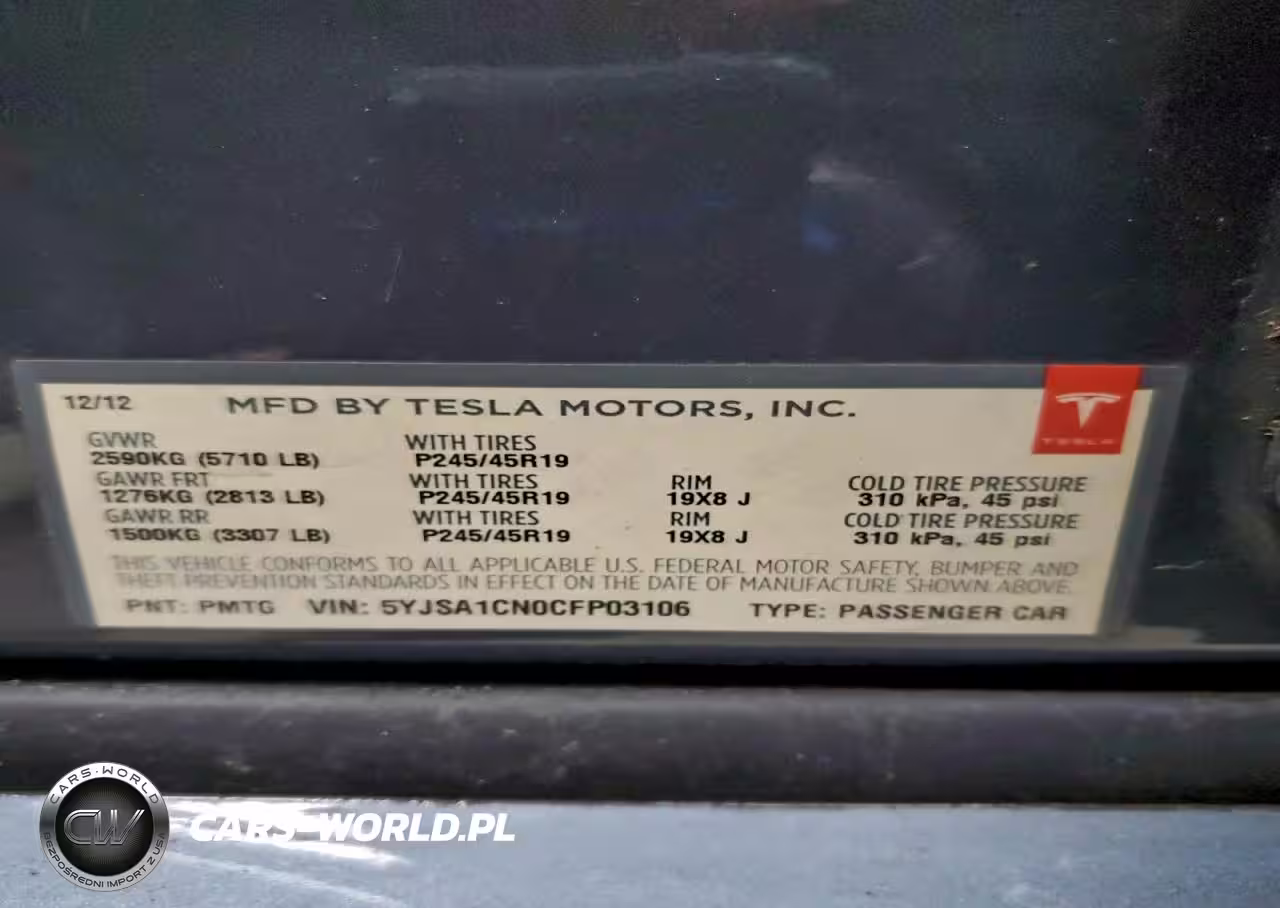 12/12 MFD BY TESLA MOTORS, INC.
TESLA
GVWR WITH TIRES
2590KG (5710 LB) P245/45R19
GAWR FRT WITH TIRES RIM COLD TIRE PRESSURE
1276KG (2813 LB) P245/45R19 19X8 J 310 kPa, 45 psi
GAWR RR WITH TIRES RIM COLD TIRE PRESSURE
1500KG (3307 LB) P245/45R19 19X8 J 310 kPa, 45 psi
THIS VEHICLE CONFORMS TO ALL APPLICABLE U.S. FEDERAL MOTOR SAFETY, BUMPER AND
THEFT PREVENTION STANDARDS IN EFFECT ON THE DATE OF MANUFACTURE SHOWN ABOVE.
PNT: PMTG VIN: 5YJSA1CN0CFP03106 TYPE: PASSENGER CAR
CARS-WORLD
CW
BEZPOŚREDNI IMPORT Z USA
CARS-WORLD.PL